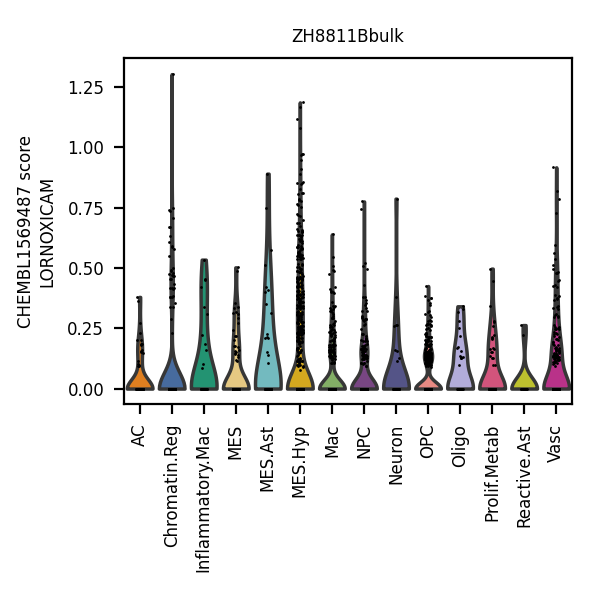 ZH8811Bbulk
CHEMBL1569487 score
LORNOXICAM
1.25
1.00
0.75
0.50
0.25
0.00
AC
Chromatin.Reg
Inflammatory.Mac
MES
MES.Ast
MES.Hyp
Mac
NPC
Neuron
OPC
Oligo
Prolif.Metab
Reactive.Ast
Vasc